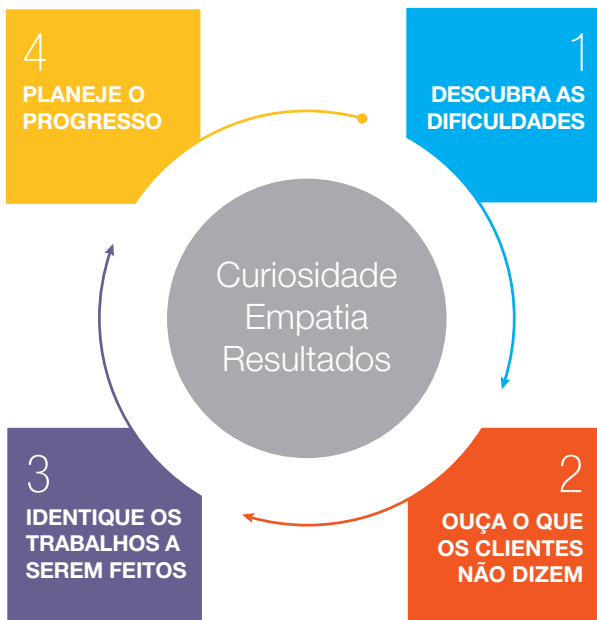 1
DESCUBRA AS
DIFICULDADES
2
OUÇA O QUE
OS CLIENTES
NÃO DIZEM
3
IDENTIQUE OS
TRABALHOS A
SEREM FEITOS
4
PLANEJE O
PROGRESSO
Curiosidade
Empatia
Resultados